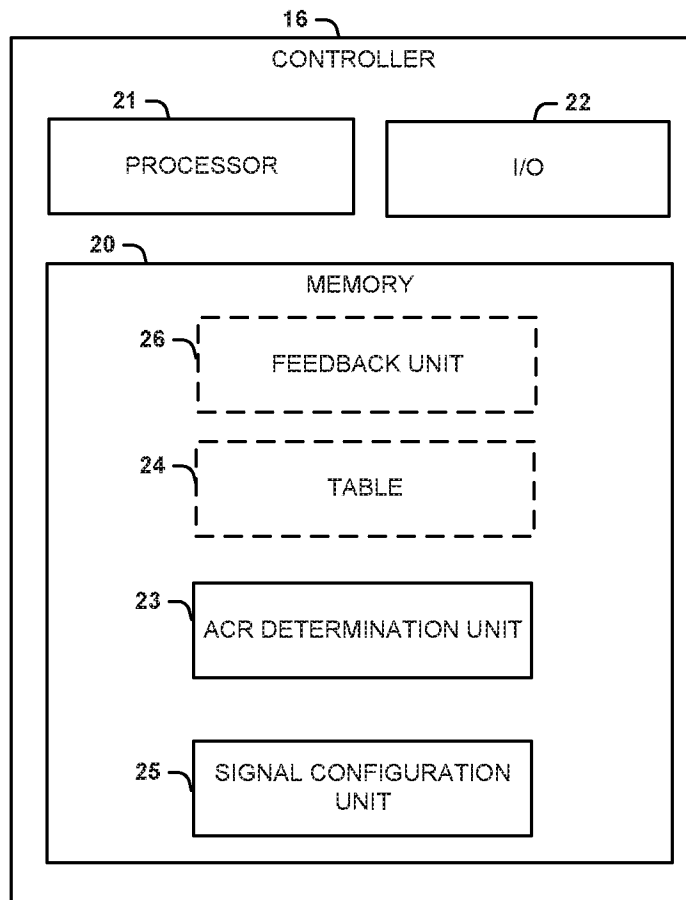 16
CONTROLLER
21
PROCESSOR
22
I/O
20
MEMORY
26
FEEDBACK UNIT
24
TABLE
23
ACR DETERMINATION UNIT
25
SIGNAL CONFIGURATION
UNIT